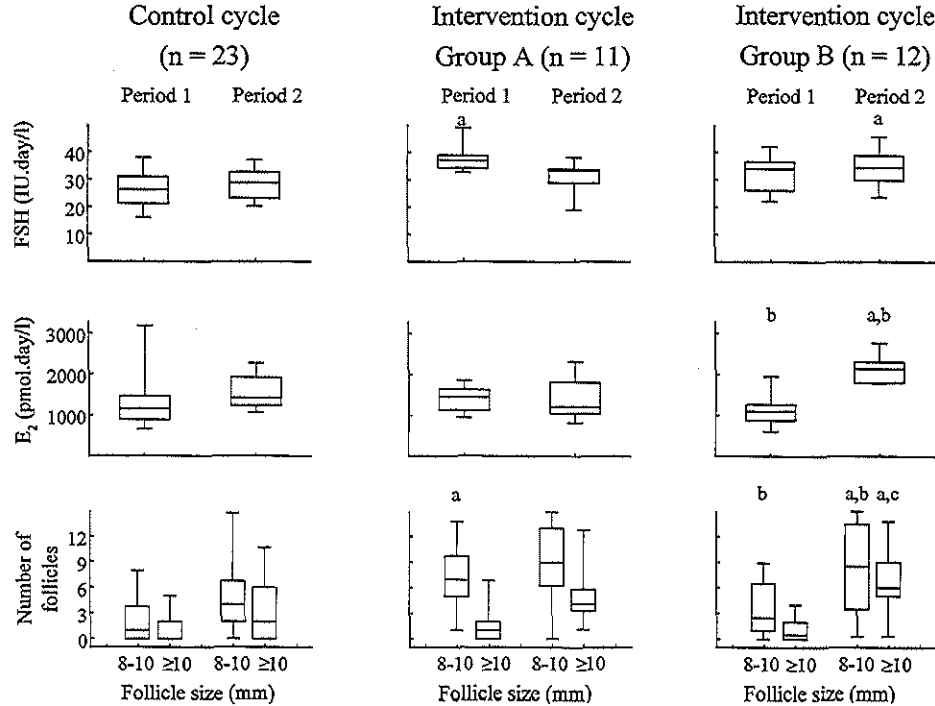 Control cycle
(n = 23)
Intervention cycle
Group A (n = 11)
Intervention cycle
Group B (n = 12)
Period 1 Period 2
Period 1 Period 2
Period 1 Period 2
a
a
FSH (IU.day/l)
40
30
20
10
b
a,b
E2 (pmol.day/l)
3000
2000
1000
a
b
a,b a,c
Number of
follicles
12
9
6
3
0
8-10 ≥10 8-10 ≥10
8-10 ≥10 8-10 ≥10
8-10 ≥10 8-10 ≥10
Follicle size (mm)
Follicle size (mm)
Follicle size (mm)